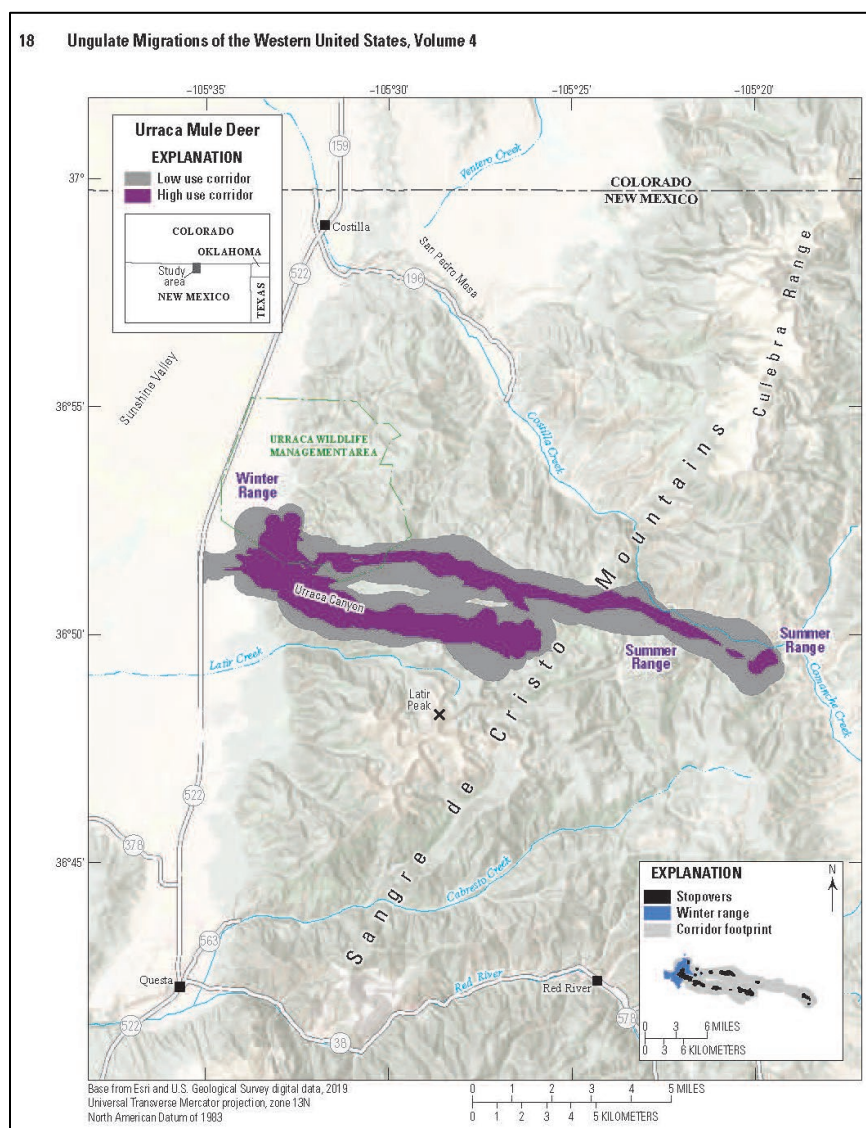 18 Ungulate Migrations of the Western United States, Volume 4
−105°35' −105°30' −105°25' −105°20'
Urraca Mule Deer
EXPLANATION
Low use corridor
High use corridor
COLORADO
OKLAHOMA
Study
area
NEW MEXICO
TEXAS
159
Ventero Creek
37°
COLORADO
NEW MEXICO
Costilla
San Pedro Mesa
522
196
Culebra Range
Sunshine Valley
36°55'
Costilla Creek
URRACA WILDLIFE
MANAGEMENT AREA
Winter
Range
Sangre de Cristo Mountains
Urraca Canyon
36°50'
Summer
Range
Summer
Range
Latir Creek
Latir
Peak
Comanche Creek
522
378
36°45'
Cabresto Creek
563
Questa
Red River
Red River
522
38
578
EXPLANATION
N
Stopovers
Winter range
Corridor footprint
0 3 6 MILES
0 3 6 KILOMETERS
Base from Esri and U.S. Geological Survey digital data, 2019
Universal Transverse Mercator projection, zone 13N
North American Datum of 1983
0 1 2 3 4 5 MILES
0 1 2 3 4 5 KILOMETERS